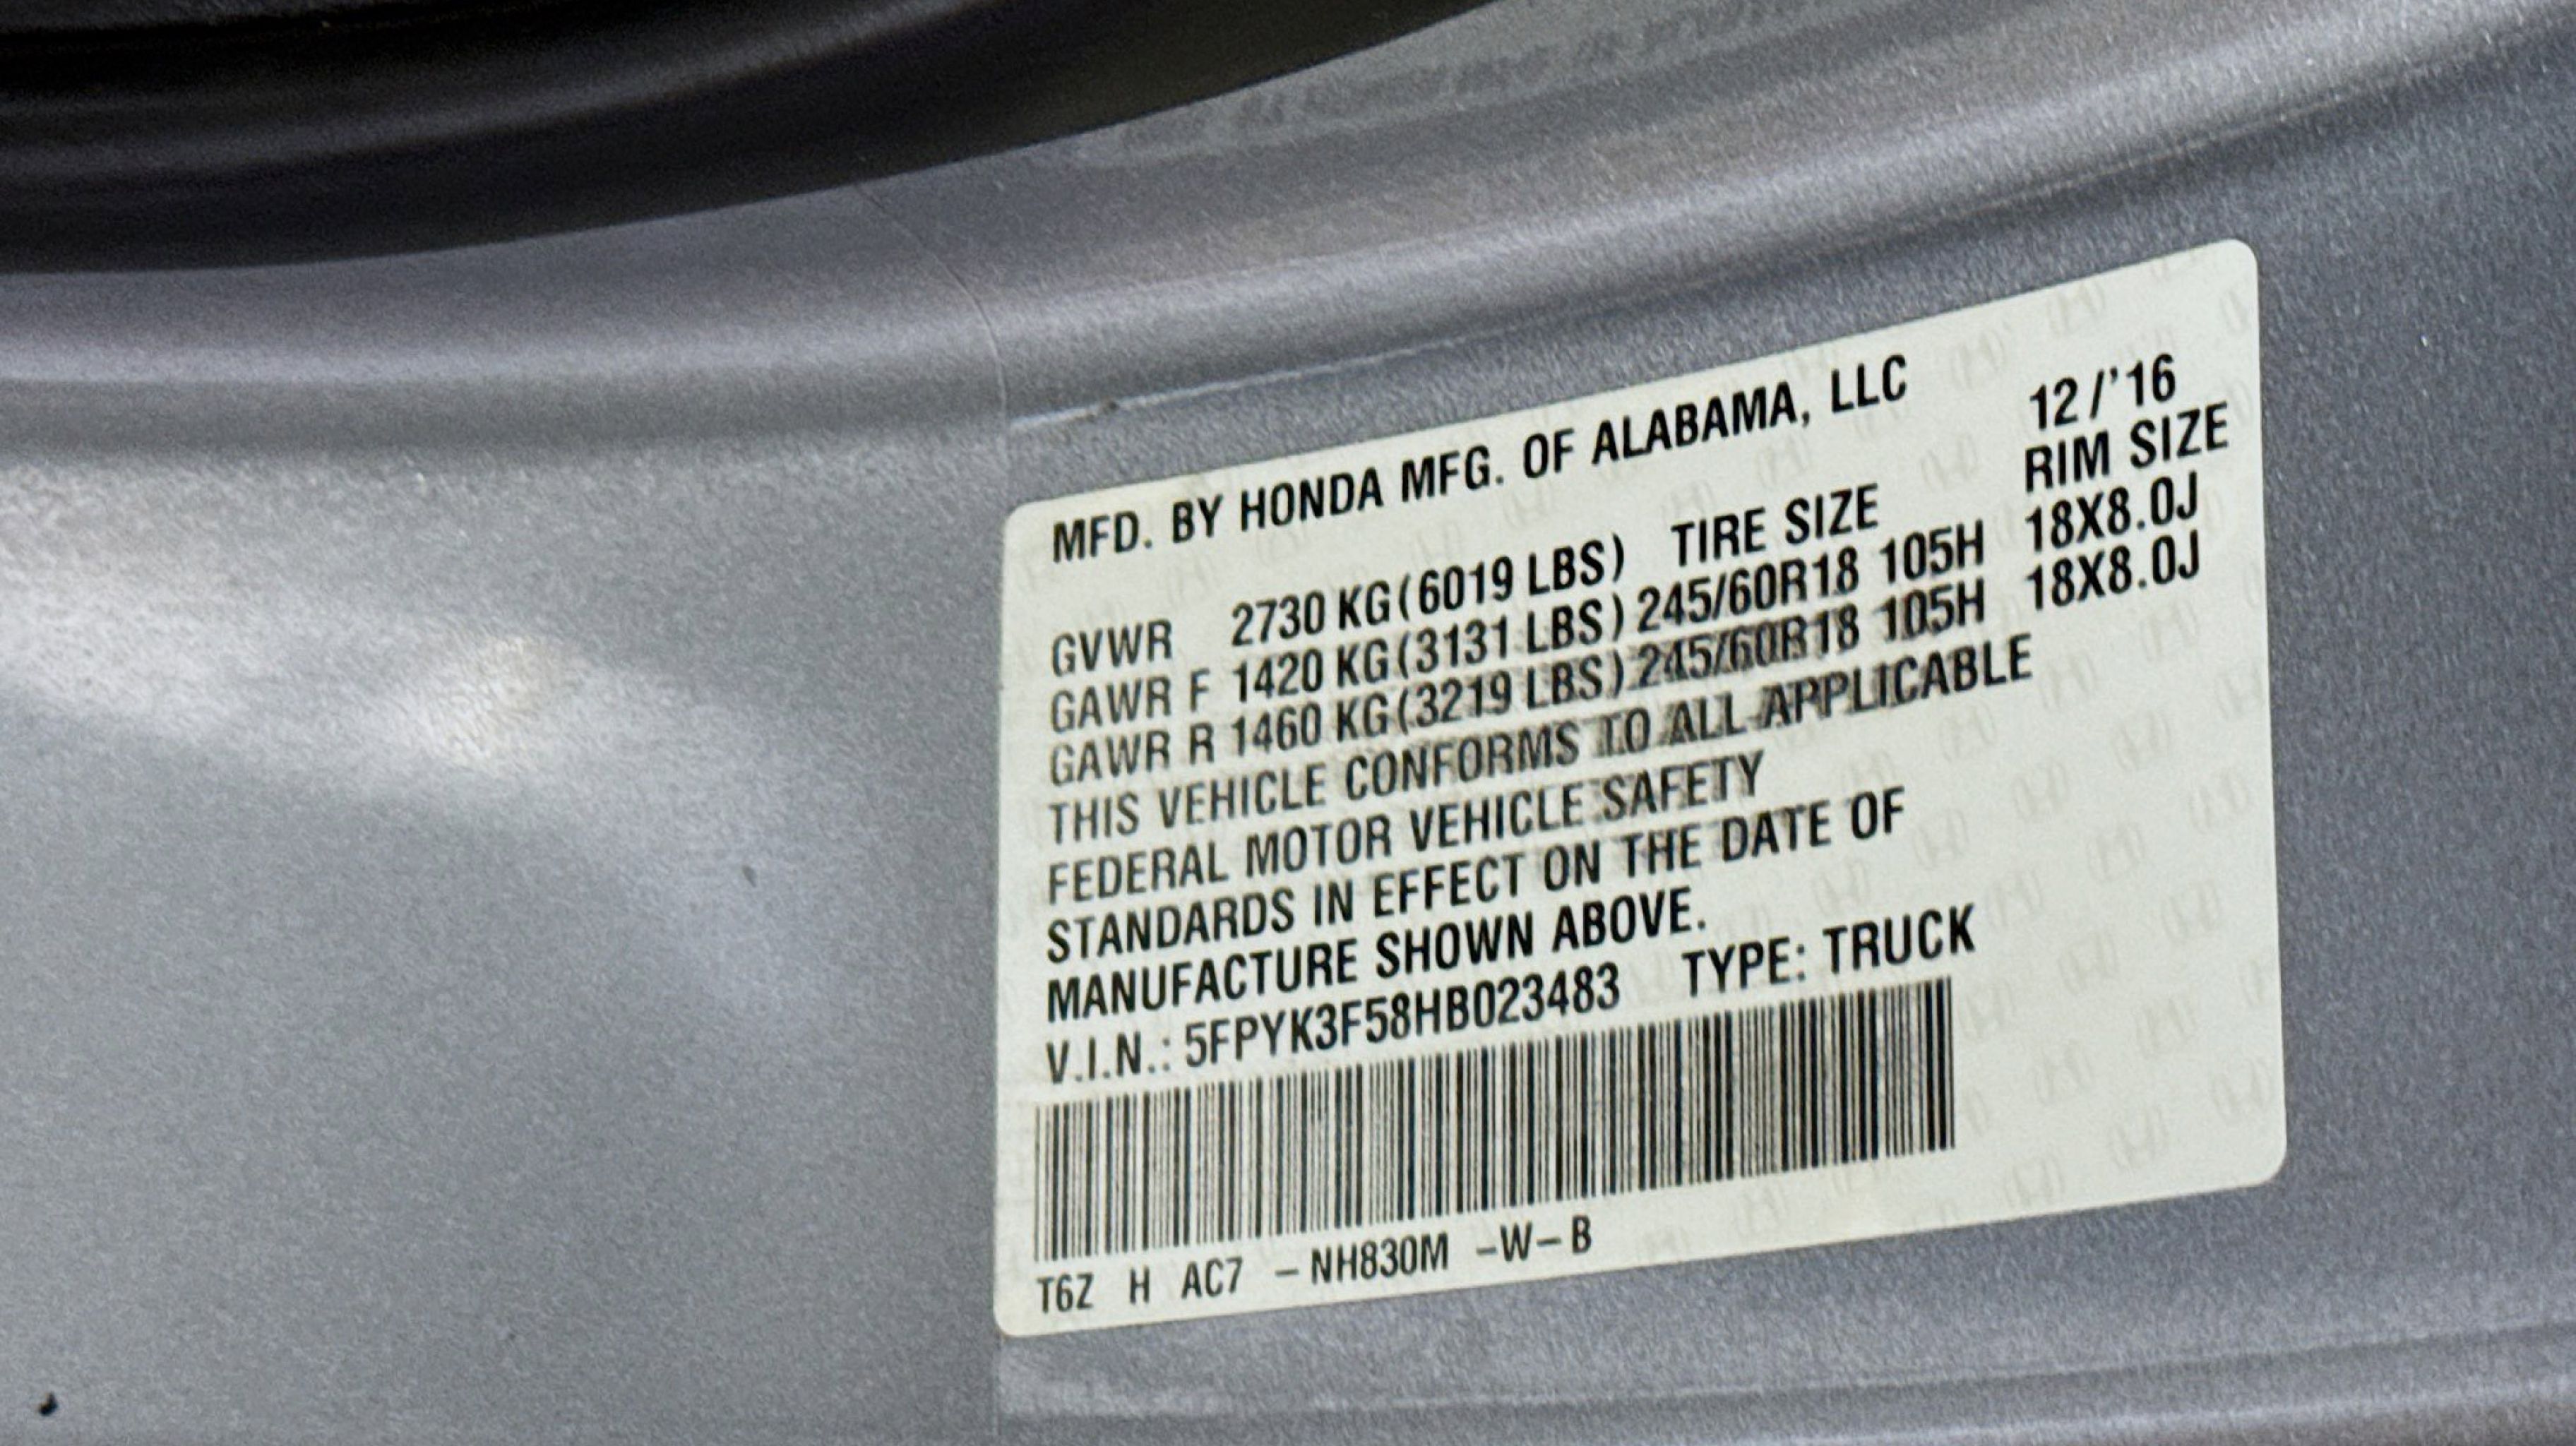 MFD. BY HONDA MFG. OF ALABAMA, LLC 12/'16
GVWR 2730 KG(6019 LBS) TIRE SIZE RIM SIZE
GAWR F 1420 KG(3131 LBS) 245/60R18 105H 18X8.0J
GAWR R 1460 KG(3219 LBS) 245/60R18 105H 18X8.0J
THIS VEHICLE CONFORMS TO ALL APPLICABLE
FEDERAL MOTOR VEHICLE SAFETY
STANDARDS IN EFFECT ON THE DATE OF
MANUFACTURE SHOWN ABOVE.
V.I.N.: 5FPYK3F58HB023483 TYPE: TRUCK
T6Z H AC7 -NH830M -W-B